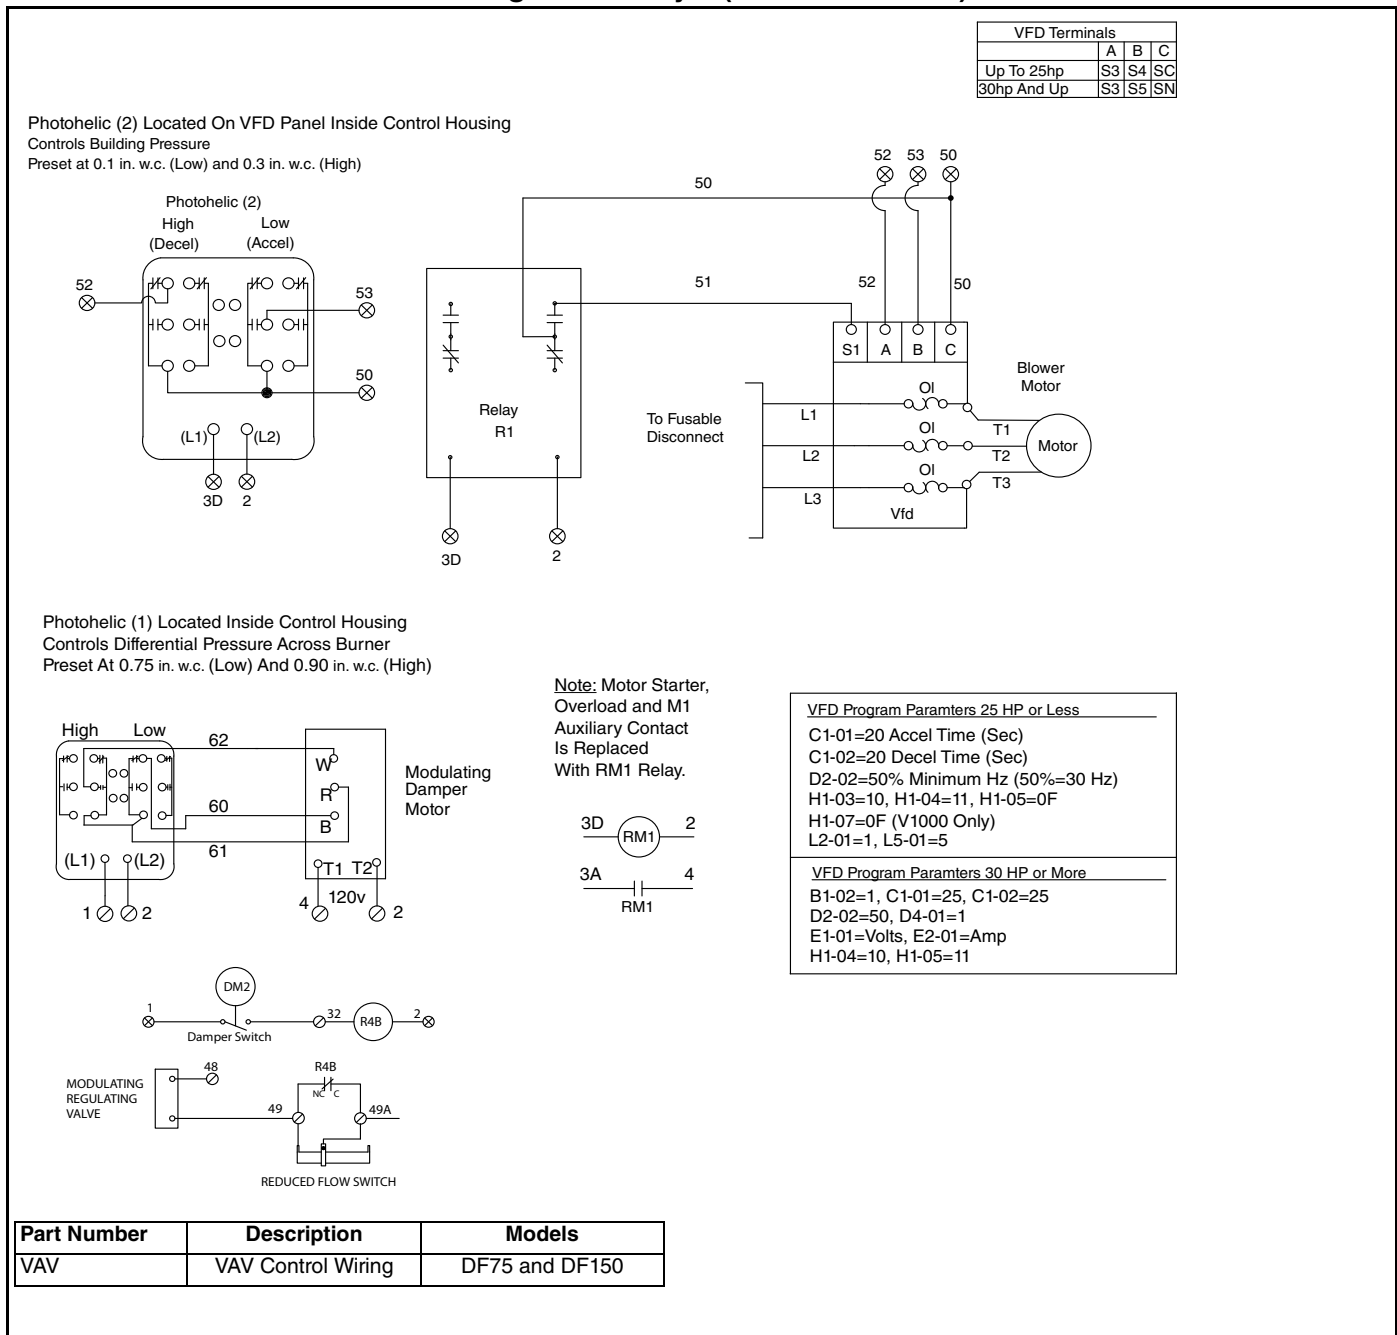 VFD Terminals
A B C
Up To 25hp S3 S4 SC
30hp And Up S3 S5 SN
Photohelic (2) Located On VFD Panel Inside Control Housing
Controls Building Pressure
Preset at 0.1 in. w.c. (Low) and 0.3 in. w.c. (High)
Photohelic (2)
High
(Decel)
Low
(Accel)
52
53
50
(L1)
(L2)
3D
2
Relay
R1
3D
2
50
51
52 53 50
52
50
S1 A B C
To Fusable
Disconnect
L1
L2
L3
Ol
Ol
Ol
Vfd
Blower
Motor
T1
T2
T3
Motor
Photohelic (1) Located Inside Control Housing
Controls Differential Pressure Across Burner
Preset At 0.75 in. w.c. (Low) And 0.90 in. w.c. (High)
High Low
62
60
61
(L1)
(L2)
1
2
W
R
B
T1 T2
120v
4
2
Modulating
Damper
Motor
Note: Motor Starter,
Overload and M1
Auxiliary Contact
Is Replaced
With RM1 Relay.
3D RM1 2
3A 4
RM1
VFD Program Paramters 25 HP or Less
C1-01=20 Accel Time (Sec)
C1-02=20 Decel Time (Sec)
D2-02=50% Minimum Hz (50%=30 Hz)
H1-03=10, H1-04=11, H1-05=0F
H1-07=0F (V1000 Only)
L2-01=1, L5-01=5
VFD Program Paramters 30 HP or More
B1-02=1, C1-01=25, C1-02=25
D2-02=50, D4-01=1
E1-01=Volts, E2-01=Amp
H1-04=10, H1-05=11
DM2
1
Damper Switch
32
R4B
2
MODULATING
REGULATING
VALVE
48
49
R4B
NC C
49A
REDUCED FLOW SWITCH
Part Number Description Models
VAV VAV Control Wiring DF75 and DF150